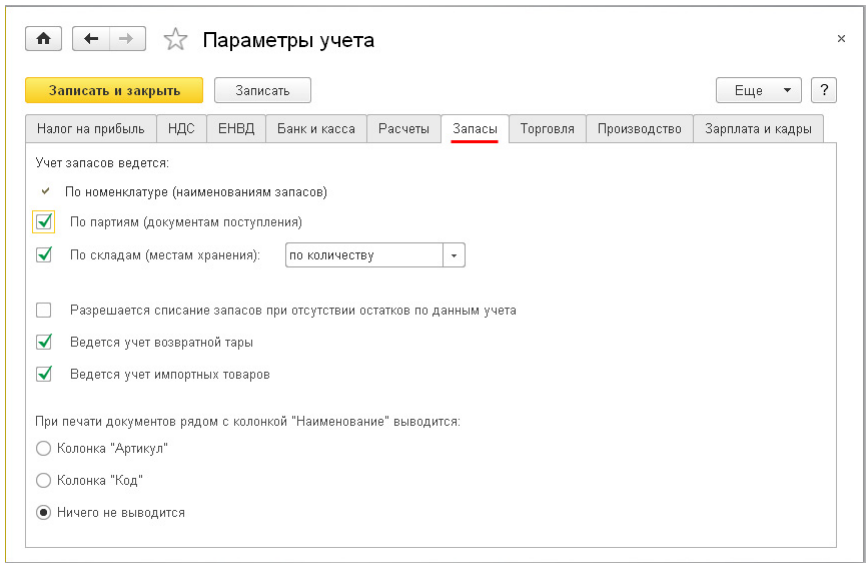 Параметры учета
Записать и закрыть Записать Еще ?
Налог на прибыль НДС ЕНВД Банк и касса Расчеты Запасы Торговля Производство Зарплата и кадры
Учет запасов ведется:
По номенклатуре (наименованиям запасов)
По партиям (документам поступления)
По складам (местам хранения): по количеству
Разрешается списание запасов при отсутствии остатков по данным учета
Ведется учет возвратной тары
Ведется учет импортных товаров
При печати документов рядом с колонкой "Наименование" выводится:
Колонка "Артикул"
Колонка "Код"
Ничего не выводится